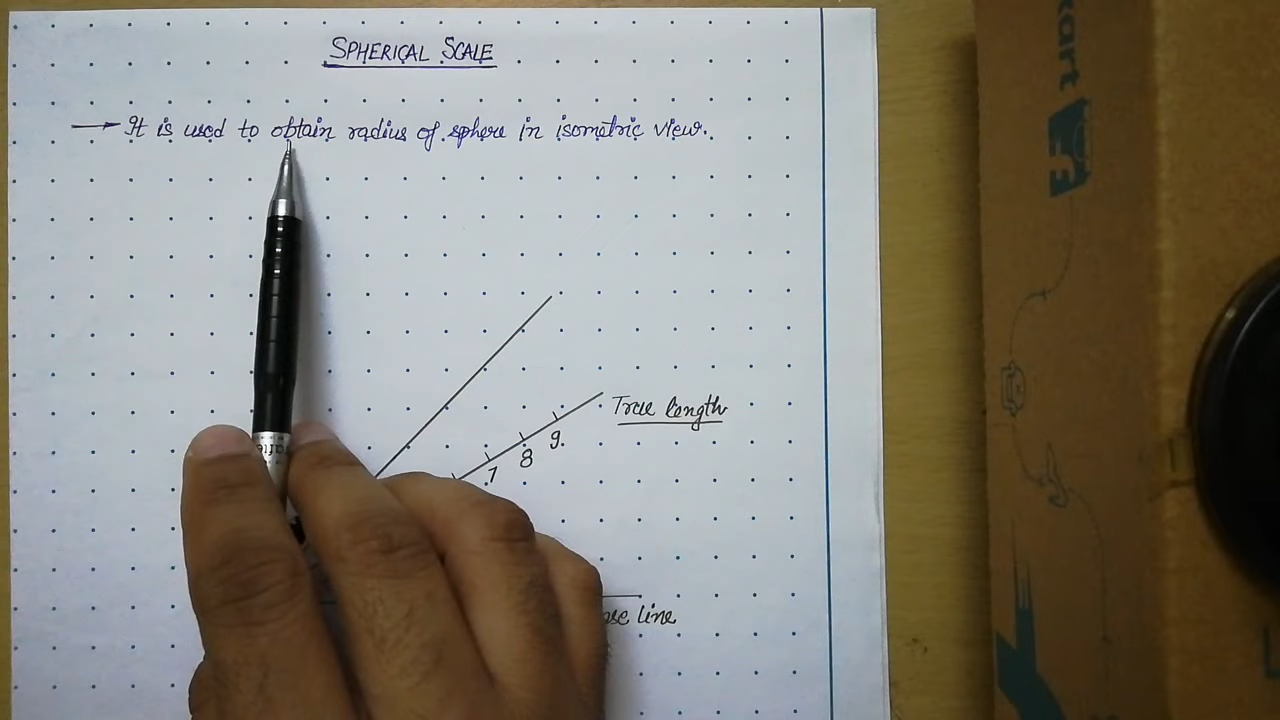 SPHERICAL SCALE
→ It is used to obtain radius of sphere in isometric view.
True length
9
8
7
line
kart